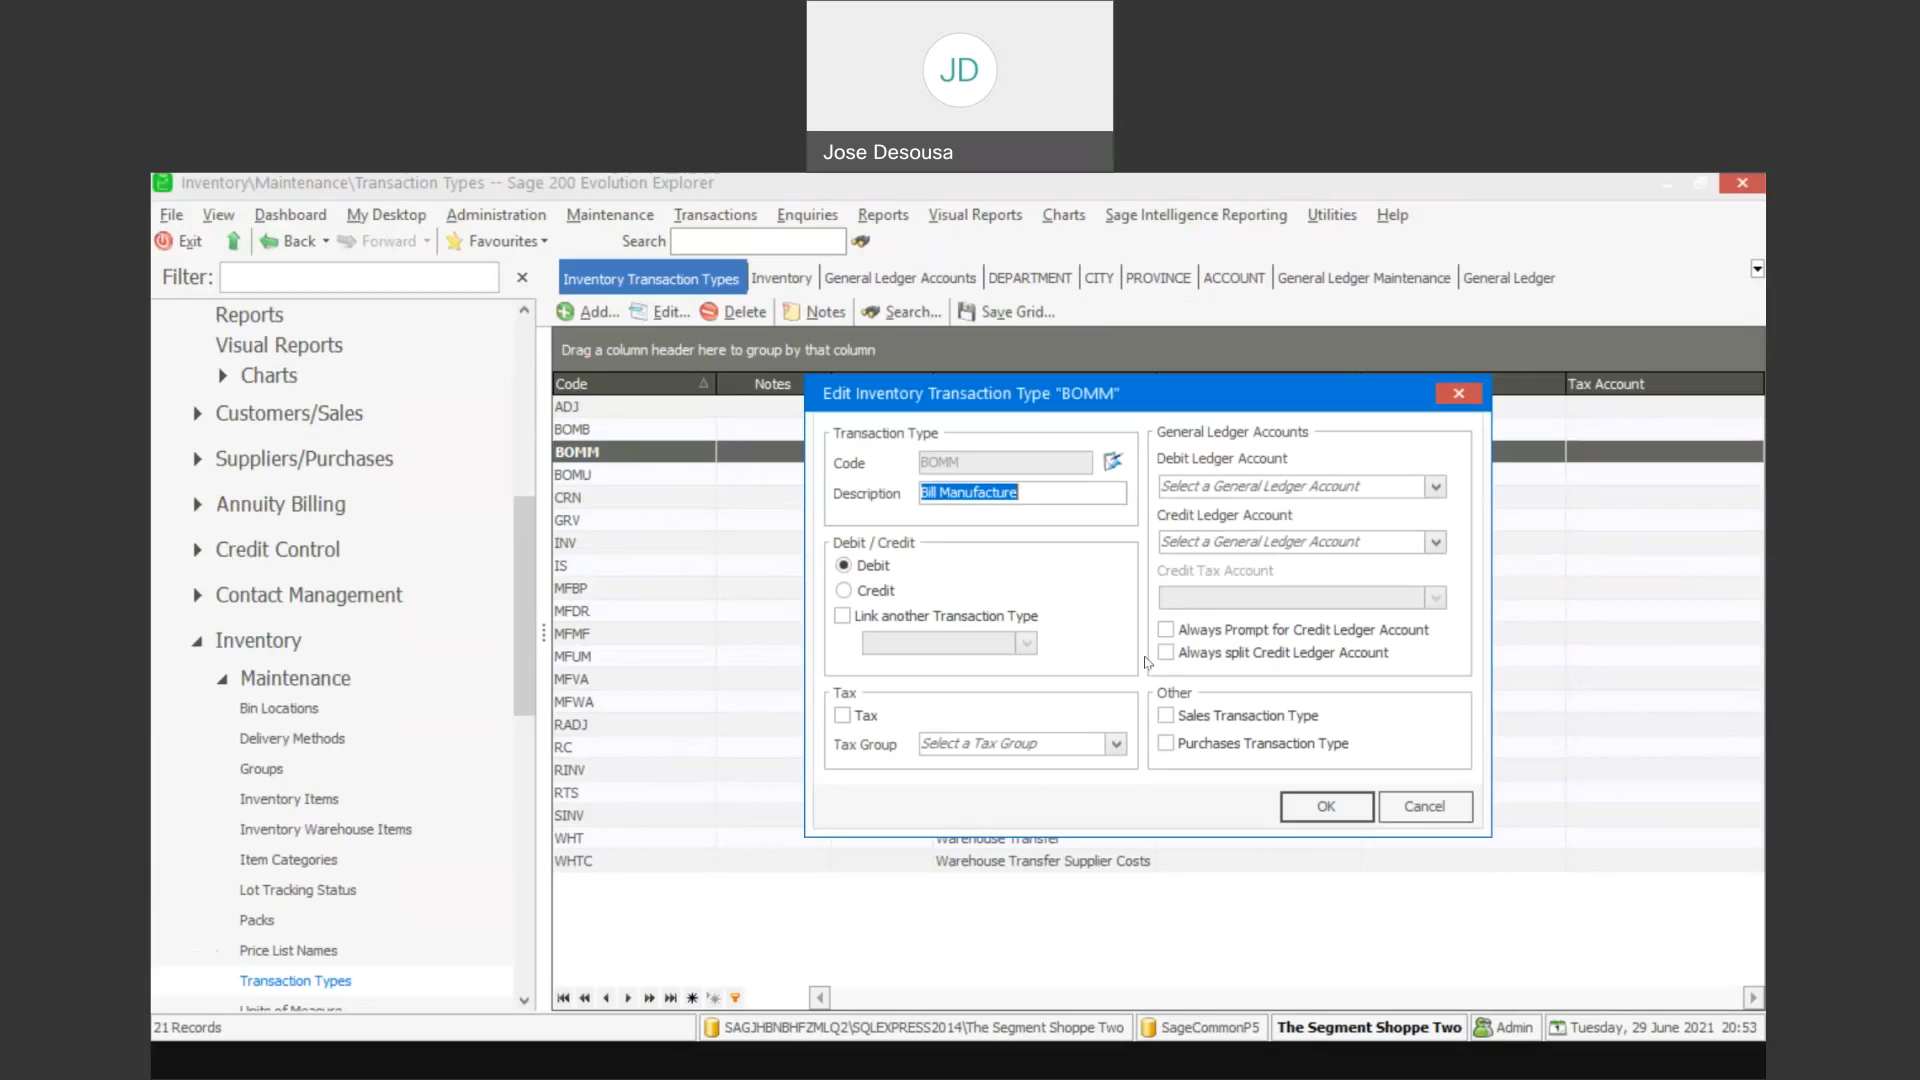 JD
Jose Desousa
Inventory\Maintenance\Transaction Types -- Sage 200 Evolution Explorer
File View Dashboard My Desktop Administration Maintenance Transactions Enquiries Reports Visual Reports Charts Sage Intelligence Reporting Utilities Help
Exit Back Forward Favourites Search
Filter:
Inventory Transaction Types Inventory General Ledger Accounts DEPARTMENT CITY PROVINCE ACCOUNT General Ledger Maintenance General Ledger
Add... Edit... Delete Notes Search... Save Grid...
Reports
Visual Reports
Charts
Customers/Sales
Suppliers/Purchases
Annuity Billing
Credit Control
Contact Management
Inventory
Maintenance
Bin Locations
Delivery Methods
Groups
Inventory Items
Inventory Warehouse Items
Item Categories
Lot Tracking Status
Packs
Price List Names
Transaction Types
Units of Measure
Drag a column header here to group by that column
Code Notes Tax Account
ADJ
BOMB
BOMM
BOMU
CRN
GRV
INV
IS
MFBP
MFDR
MFMF
MFUM
MFVA
MFWA
RADJ
RC
RINV
RTS
SINV
WHT Warehouse Transfer
WHTC Warehouse Transfer Supplier Costs
Edit Inventory Transaction Type "BOMM"
Transaction Type
Code BOMM
Description Bill Manufacture
Debit / Credit
Debit
Credit
Link another Transaction Type
Tax
Tax
Tax Group Select a Tax Group
General Ledger Accounts
Debit Ledger Account
Select a General Ledger Account
Credit Ledger Account
Select a General Ledger Account
Credit Tax Account
Always Prompt for Credit Ledger Account
Always split Credit Ledger Account
Other
Sales Transaction Type
Purchases Transaction Type
OK Cancel
21 Records SAGJHBNBHFZMLQ2\SQLEXPRESS2014\The Segment Shoppe Two SageCommonP5 The Segment Shoppe Two Admin Tuesday, 29 June 2021 20:53